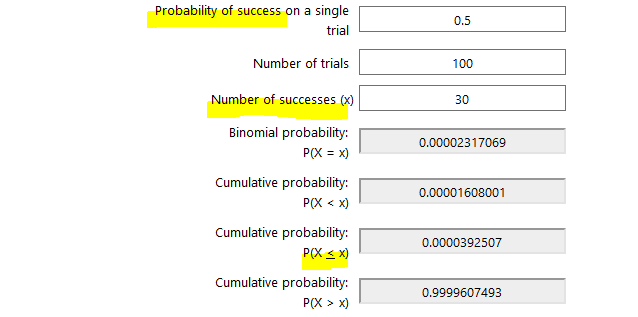 Probability of success on a single
trial
0.5
Number of trials
100
Number of successes (x)
30
Binomial probability:
P(X = x)
0.00002317069
Cumulative probability:
P(X < x)
0.00001608001
Cumulative probability:
P(X ≤ x)
0.0000392507
Cumulative probability:
P(X > x)
0.9999607493